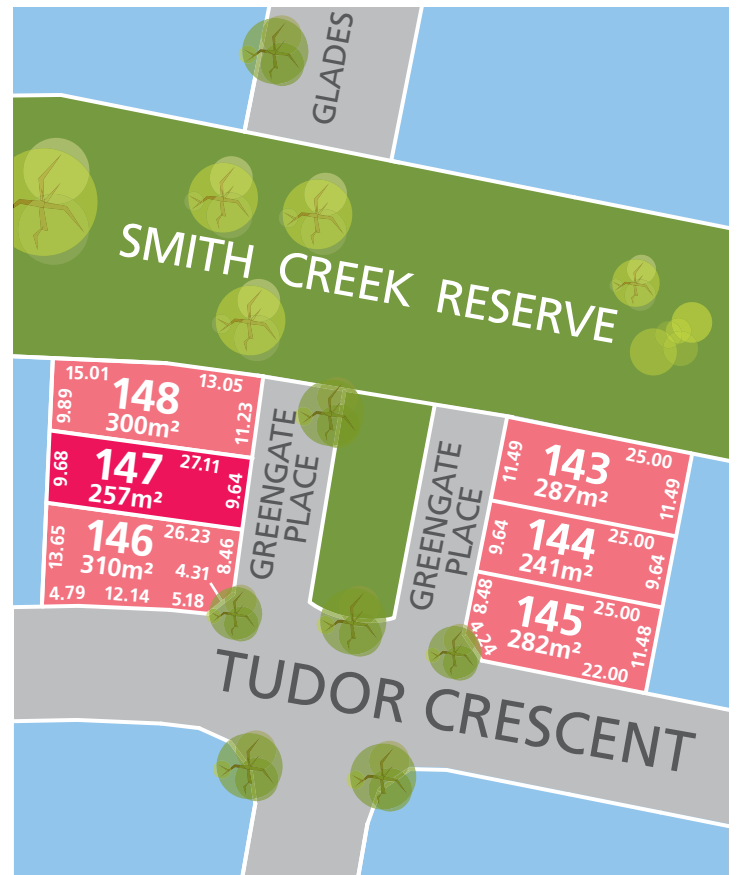 GLADES
SMITH CREEK RESERVE
15.01
13.05
148
300m²
9.89
11.23
27.11
147
257m²
9.68
9.64
26.23
146
310m²
13.65
8.46
4.31
4.79
12.14
5.18
GREENGATE
PLACE
GREENGATE
PLACE
25.00
143
287m²
11.49
11.49
25.00
144
241m²
9.64
9.64
25.00
145
282m²
8.48
11.48
22.00
TUDOR CRESCENT